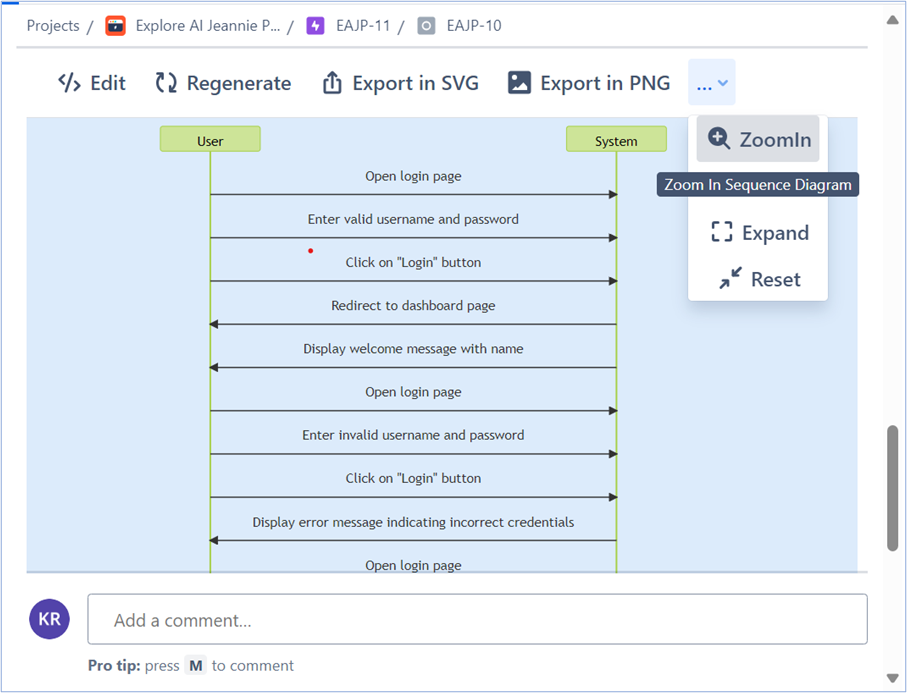 Projects / Explore AI Jeannie P... / EAJP-11 / EAJP-10
Edit Regenerate Export in SVG Export in PNG ...
ZoomIn
Zoom In Sequence Diagram
Expand
Reset
User System
Open login page
Enter valid username and password
Click on "Login" button
Redirect to dashboard page
Display welcome message with name
Open login page
Enter invalid username and password
Click on "Login" button
Display error message indicating incorrect credentials
Open login page
KR Add a comment...
Pro tip: press M to comment